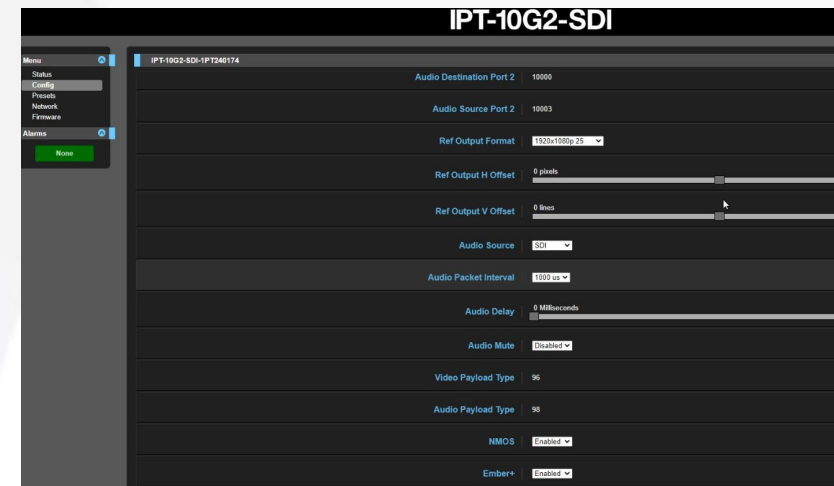 IPT-10G2-SDI
Menu
Status
Config
Presets
Network
Firmware
Alarms
None
IPT-10G2-SDI-1PT240174
Audio Destination Port 2 10000
Audio Source Port 2 10003
Ref Output Format 1920x1080p 25
Ref Output H Offset 0 pixels
Ref Output V Offset 0 lines
Audio Source SDI
Audio Packet Interval 1000 us
Audio Delay 0 Milliseconds
Audio Mute Disabled
Video Payload Type 96
Audio Payload Type 98
NMOS Enabled
Ember+ Enabled